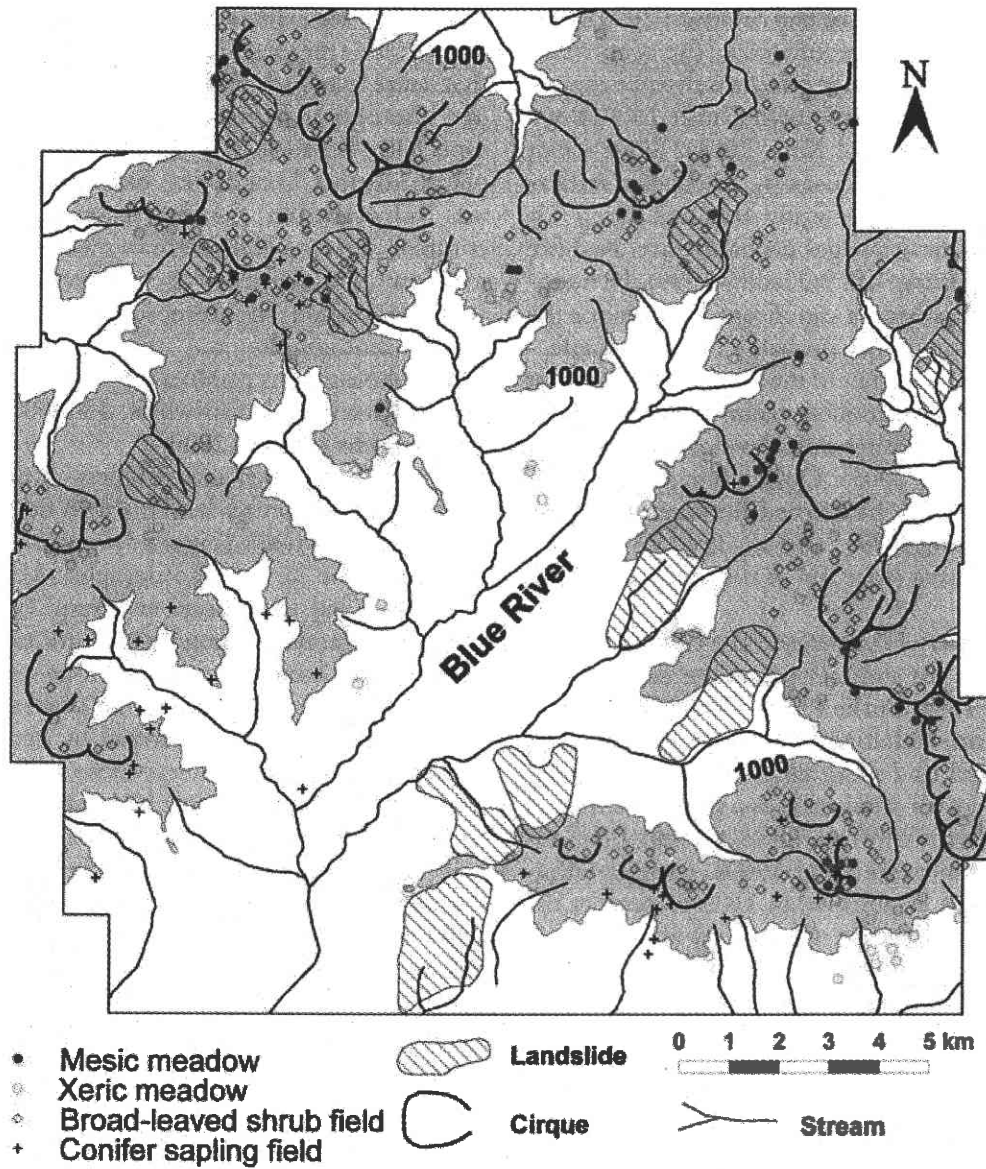 1000
N
1000
Blue River
1000
Mesic meadow
Xeric meadow
Broad-leaved shrub field
Conifer sapling field
Landslide
Cirque
0 1 2 3 4 5 km
Stream